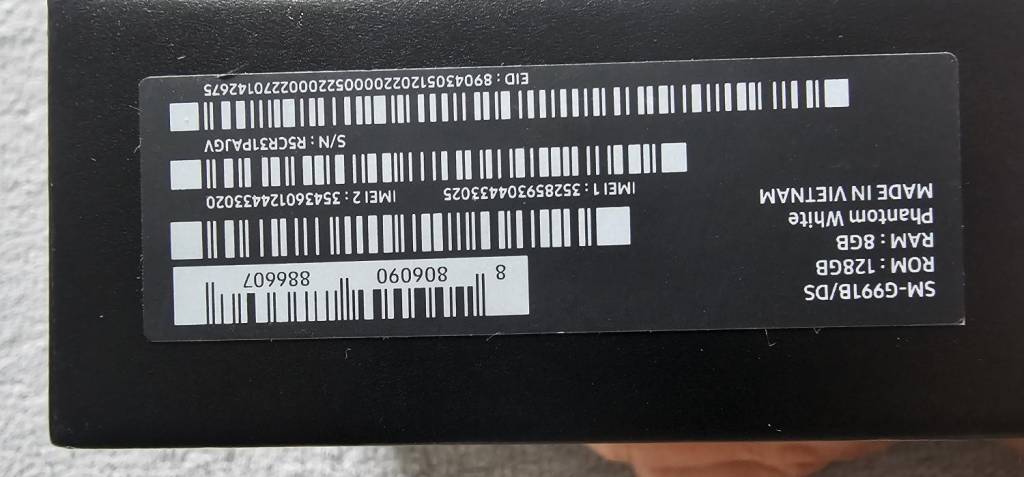 SM-G991B/DS
ROM : 128GB
RAM : 8GB
Phantom White
MADE IN VIETNAM
8 806090 886607
IMEI 1 : 352859304433025 IMEI 2 : 354360124433020
S/N : R5CR31PAJGV
EID : 890430512022000005220002270142675